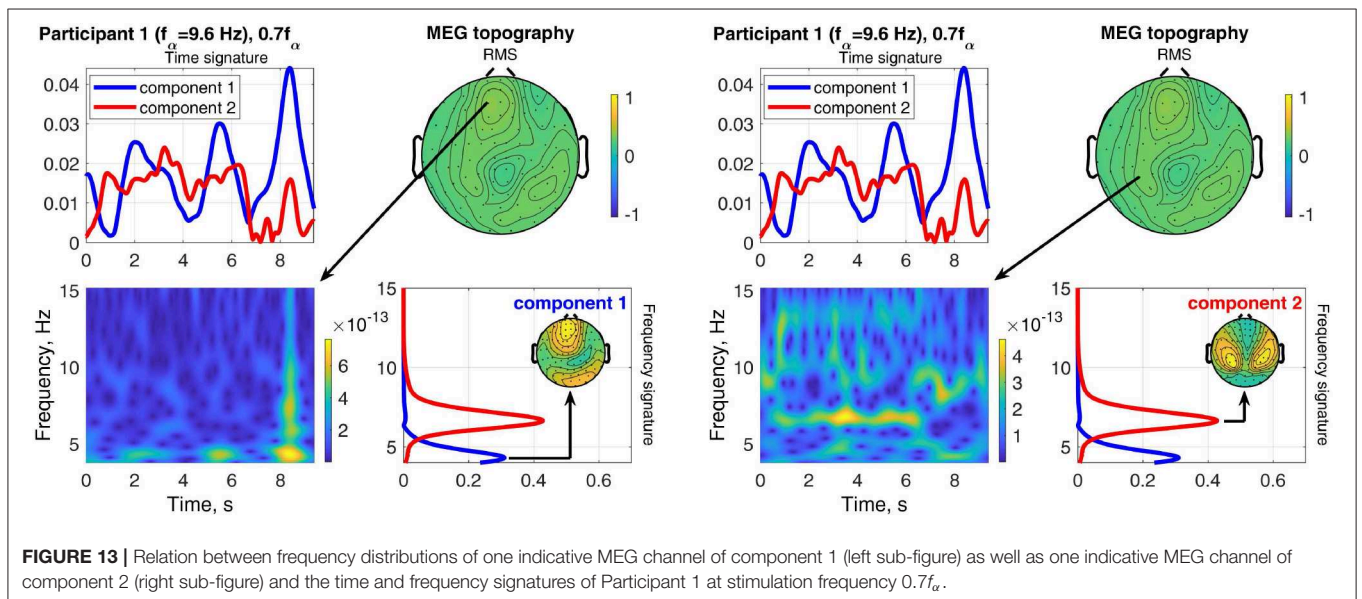 Participant 1 (fα=9.6 Hz), 0.7fα
Time signature
component 1
component 2
0.04
0.03
0.02
0.01
0
0 2 4 6 8
MEG topography
RMS
1
0
-1
15
10
5
Frequency, Hz
0 2 4 6 8
Time, s
×10-13
6
4
2
15
10
5
component 1
Frequency signature
0 0.2 0.4 0.6
Participant 1 (fα=9.6 Hz), 0.7fα
Time signature
component 1
component 2
0.04
0.03
0.02
0.01
0
0 2 4 6 8
MEG topography
RMS
1
0
-1
15
10
5
Frequency, Hz
0 2 4 6 8
Time, s
×10-13
4
3
2
1
15
10
5
component 2
Frequency signature
0 0.2 0.4 0.6
FIGURE 13 | Relation between frequency distributions of one indicative MEG channel of component 1 (left sub-figure) as well as one indicative MEG channel of
component 2 (right sub-figure) and the time and frequency signatures of Participant 1 at stimulation frequency 0.7fα.